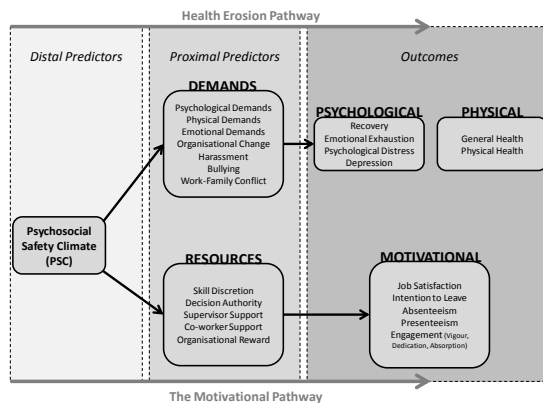 Health Erosion Pathway
Distal Predictors
Proximal Predictors
Outcomes
DEMANDS
Psychological Demands
Physical Demands
Emotional Demands
Organisational Change
Harassment
Bullying
Work-Family Conflict
PSYCHOLOGICAL
Recovery
Emotional Exhaustion
Psychological Distress
Depression
PHYSICAL
General Health
Physical Health
Psychosocial
Safety Climate
(PSC)
RESOURCES
Skill Discretion
Decision Authority
Supervisor Support
Co-worker Support
Organisational Reward
MOTIVATIONAL
Job Satisfaction
Intention to Leave
Absenteeism
Presenteeism
Engagement (Vigour,
Dedication, Absorption)
The Motivational Pathway